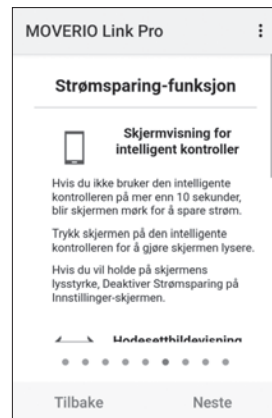 MOVERIO Link Pro
Strømsparing-funksjon
Skjermvisning for
intelligent kontroller
Hvis du ikke bruker den intelligente
kontrolleren på mer enn 10 sekunder,
blir skjermen mørk for å spare strøm.
Trykk skjermen på den intelligente
kontrolleren for å gjøre skjermen lysere.
Hvis du vil holde på skjermens
lysstyrke, Deaktiver Strømsparing på
Innstillinger-skjermen.
Hodesettbildevisning
Tilbake Neste